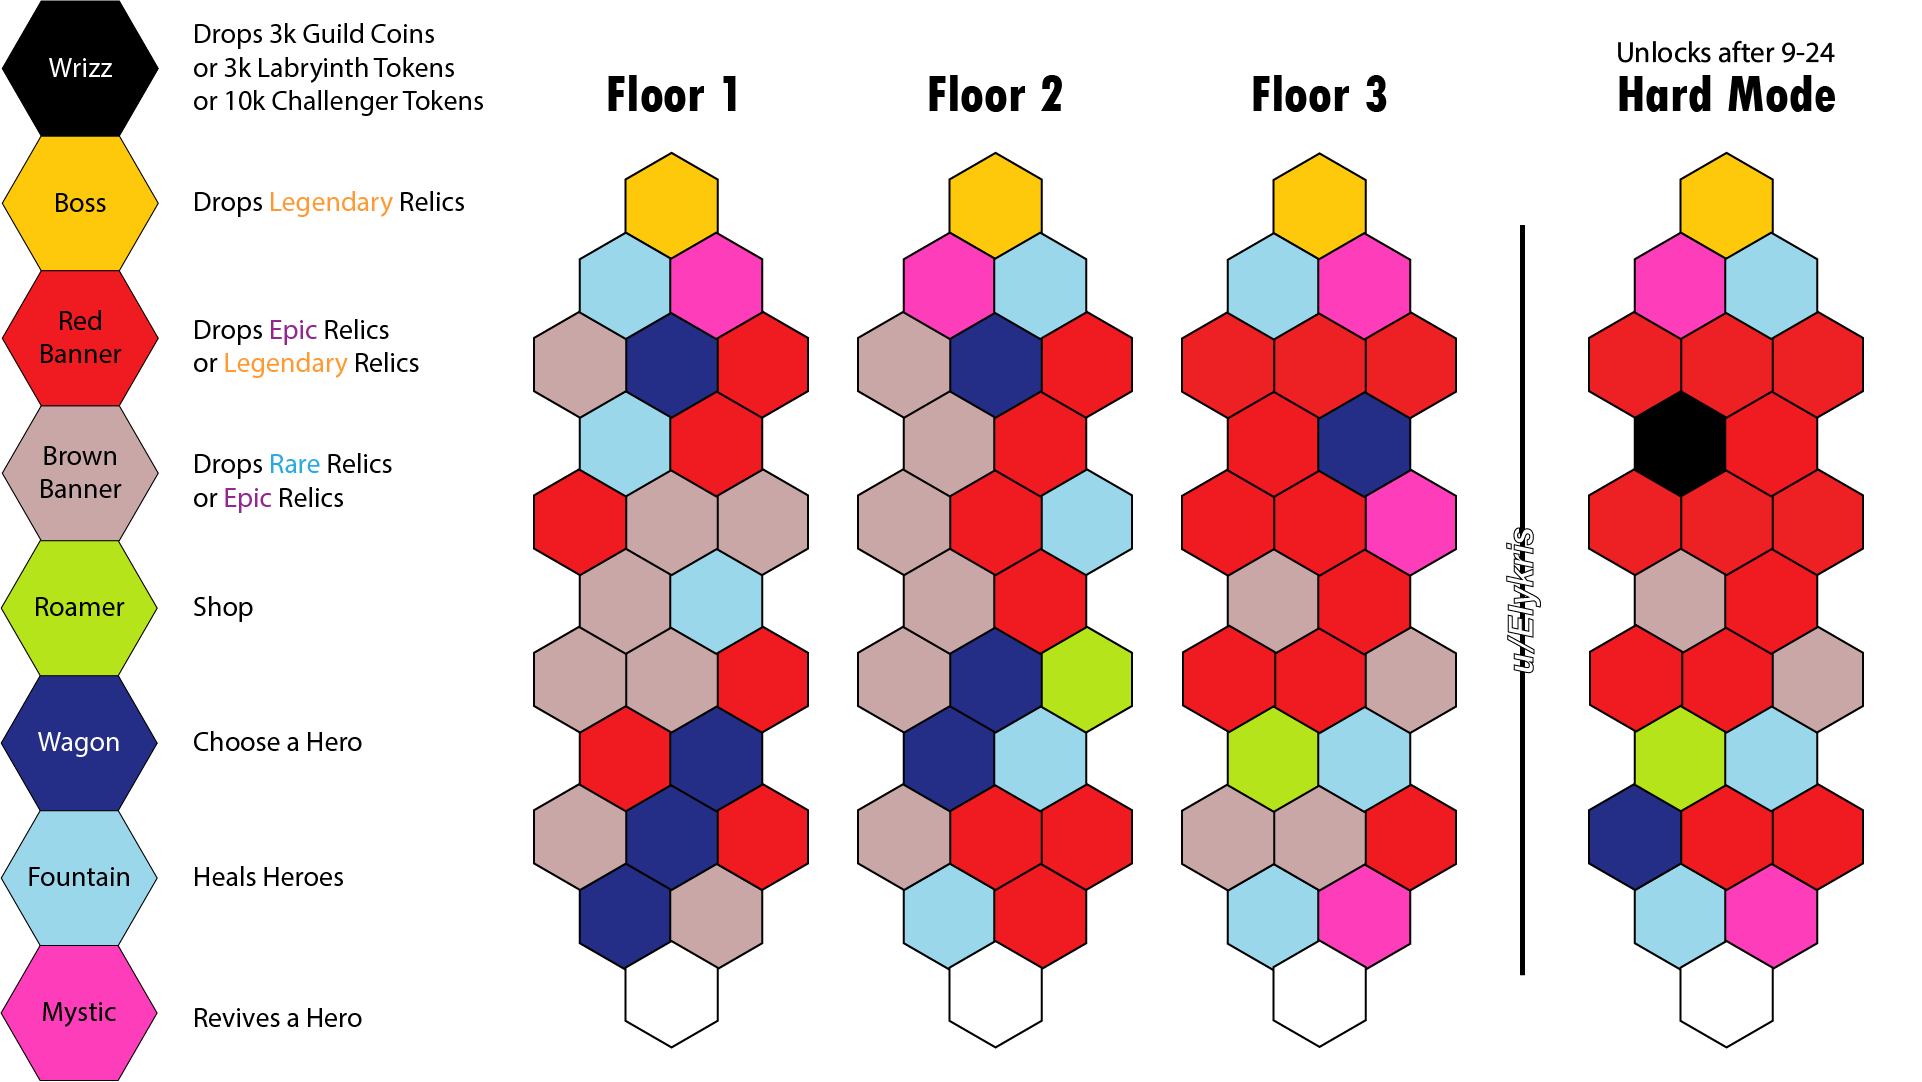 Wrizz
Drops 3k Guild Coins
or 3k Labryinth Tokens
or 10k Challenger Tokens
Boss
Drops Legendary Relics
Red
Banner
Drops Epic Relics
or Legendary Relics
Brown
Banner
Drops Rare Relics
or Epic Relics
Roamer
Shop
Wagon
Choose a Hero
Fountain
Heals Heroes
Mystic
Revives a Hero
Floor 1
Floor 2
Floor 3
u/Elykris
Unlocks after 9-24
Hard Mode